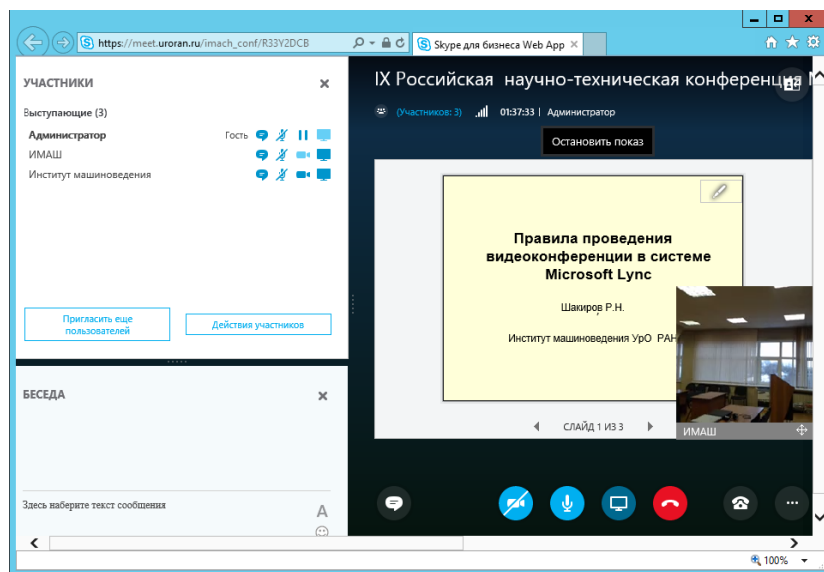 https://meet.uroran.ru/imach_conf/R33Y2DCB
Skype для бизнеса Web App
УЧАСТНИКИ
Выступающие (3)
Администратор Гость
ИМАШ
Институт машиноведения
Пригласить еще
пользователей
Действия участников
БЕСЕДА
Здесь наберите текст сообщения
A
IX Российская научно-техническая конференция
(Участников: 3) 01:37:33 | Администратор
Остановить показ
Правила проведения
видеоконференции в системе
Microsoft Lync
Шакиров Р.Н.
Институт машиноведения УрО РАН
СЛАЙД 1 ИЗ 3
ИМАШ
100%